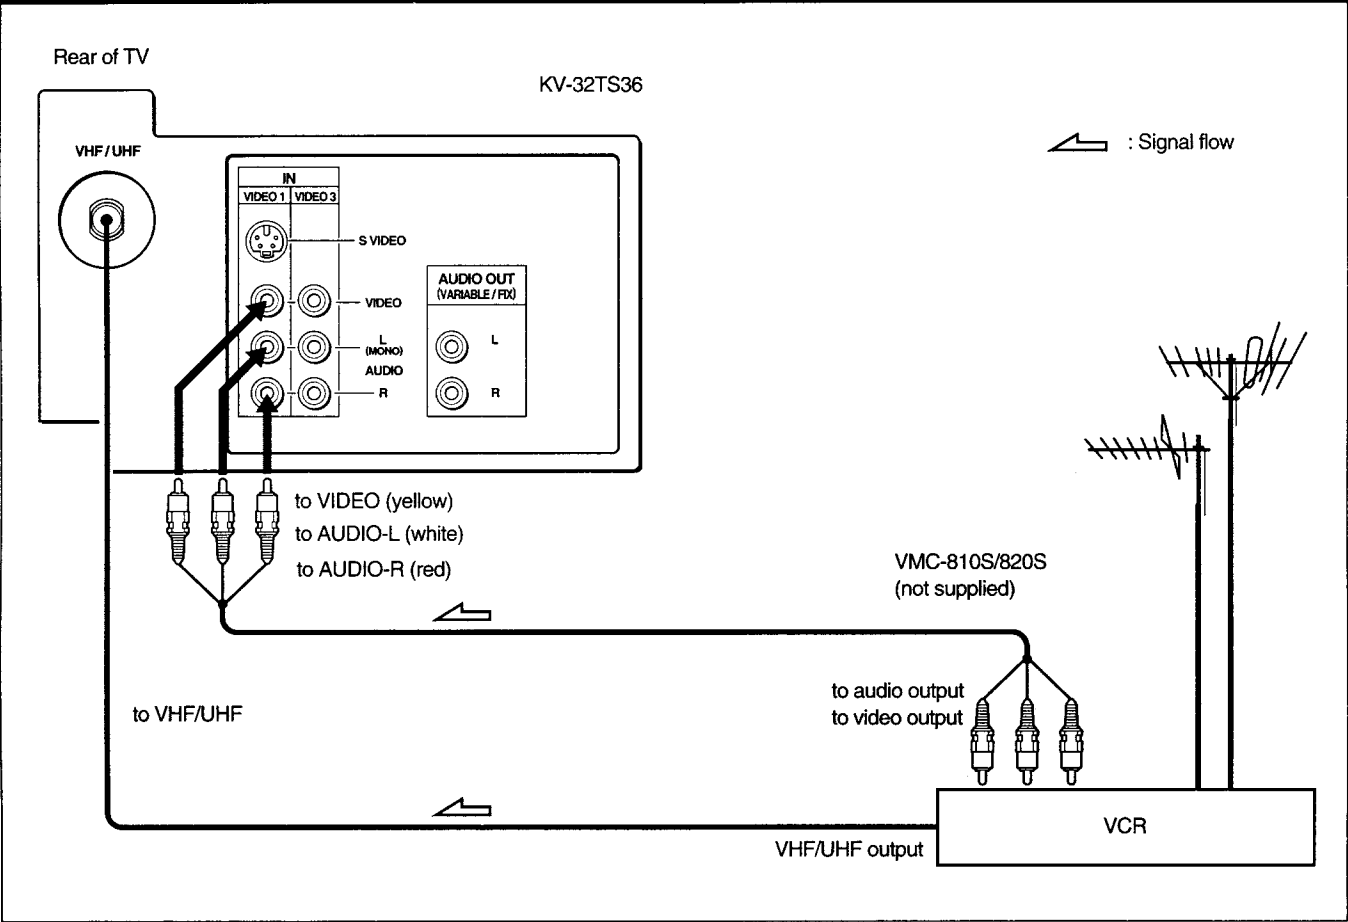 Rear of TV
KV-32TS36
VHF / UHF
: Signal flow
IN
VIDEO 1 VIDEO 3
S VIDEO
AUDIO OUT
(VARIABLE / FIX)
VIDEO
L
(MONO)
L
AUDIO
R
R
to VIDEO (yellow)
to AUDIO-L (white)
to AUDIO-R (red)
VMC-810S/820S
(not supplied)
to audio output
to video output
to VHF/UHF
VCR
VHF/UHF output